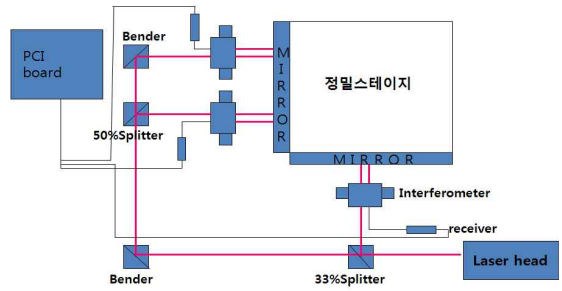 Bender
PCI
board
MIRROR
정밀스테이지
50%Splitter
MIRROR
Interferometer
receiver
Bender
33%Splitter
Laser head